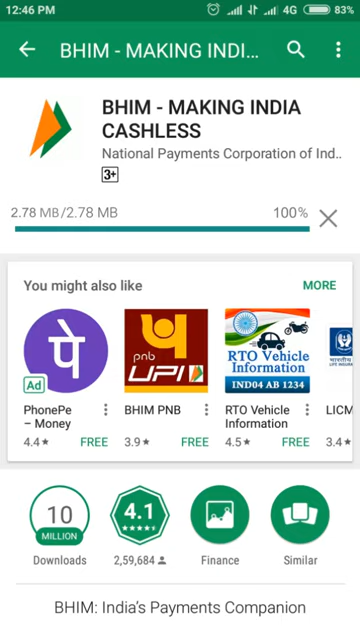 12:46 PM
4G
83%
BHIM - MAKING INDI...
BHIM - MAKING INDIA
CASHLESS
National Payments Corporation of Ind..
3+
2.78 MB/2.78 MB
100%
You might also like
MORE
पे
Ad
pnb
UPI
RTO Vehicle
Information
IND04 AB 1234
PhonePe
– Money
4.4★
FREE
BHIM PNB
3.9★
FREE
RTO Vehicle
Information
4.5★
FREE
LICM
3.4★
10
MILLION
Downloads
4.1
2,59,684
Finance
Similar
BHIM: India's Payments Companion